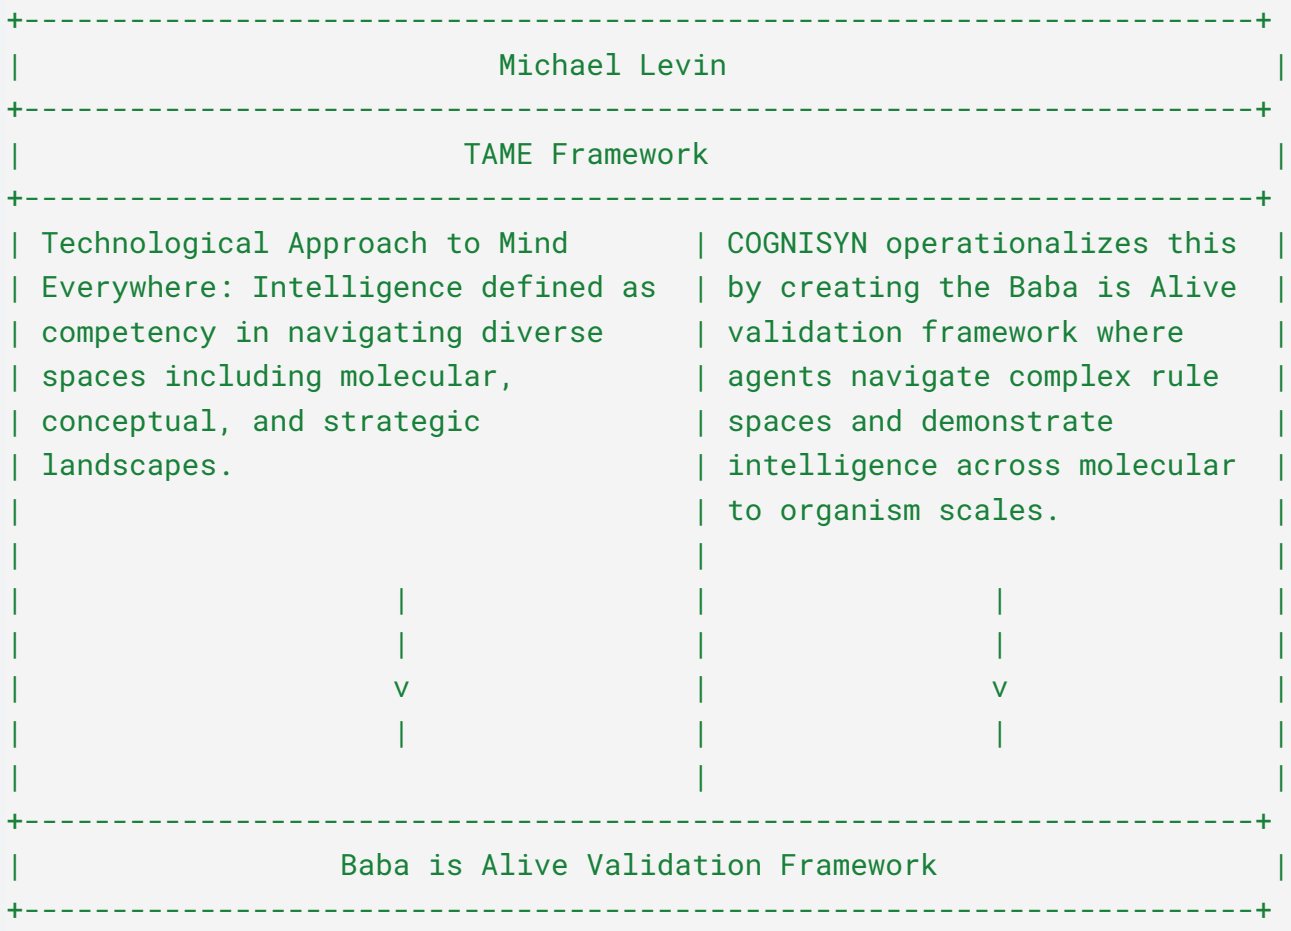 +----------------------------------------------------------------------+
|                           Michael Levin                               |
+----------------------------------------------------------------------+
|                         TAME Framework                                |
+----------------------------------------------------------------------+
| Technological Approach to Mind       | COGNISYN operationalizes this  |
| Everywhere: Intelligence defined as  | by creating the Baba is Alive  |
| competency in navigating diverse     | validation framework where     |
| spaces including molecular,          | agents navigate complex rule   |
| conceptual, and strategic            | spaces and demonstrate         |
| landscapes.                          | intelligence across molecular  |
|                                      | to organism scales.            |
|                                      |                                |
|                     |                |                |               |
|                     |                |                |               |
|                     v                |                v               |
|                     |                |                |               |
|                                      |                                |
+----------------------------------------------------------------------+
|                  Baba is Alive Validation Framework                   |
+----------------------------------------------------------------------+